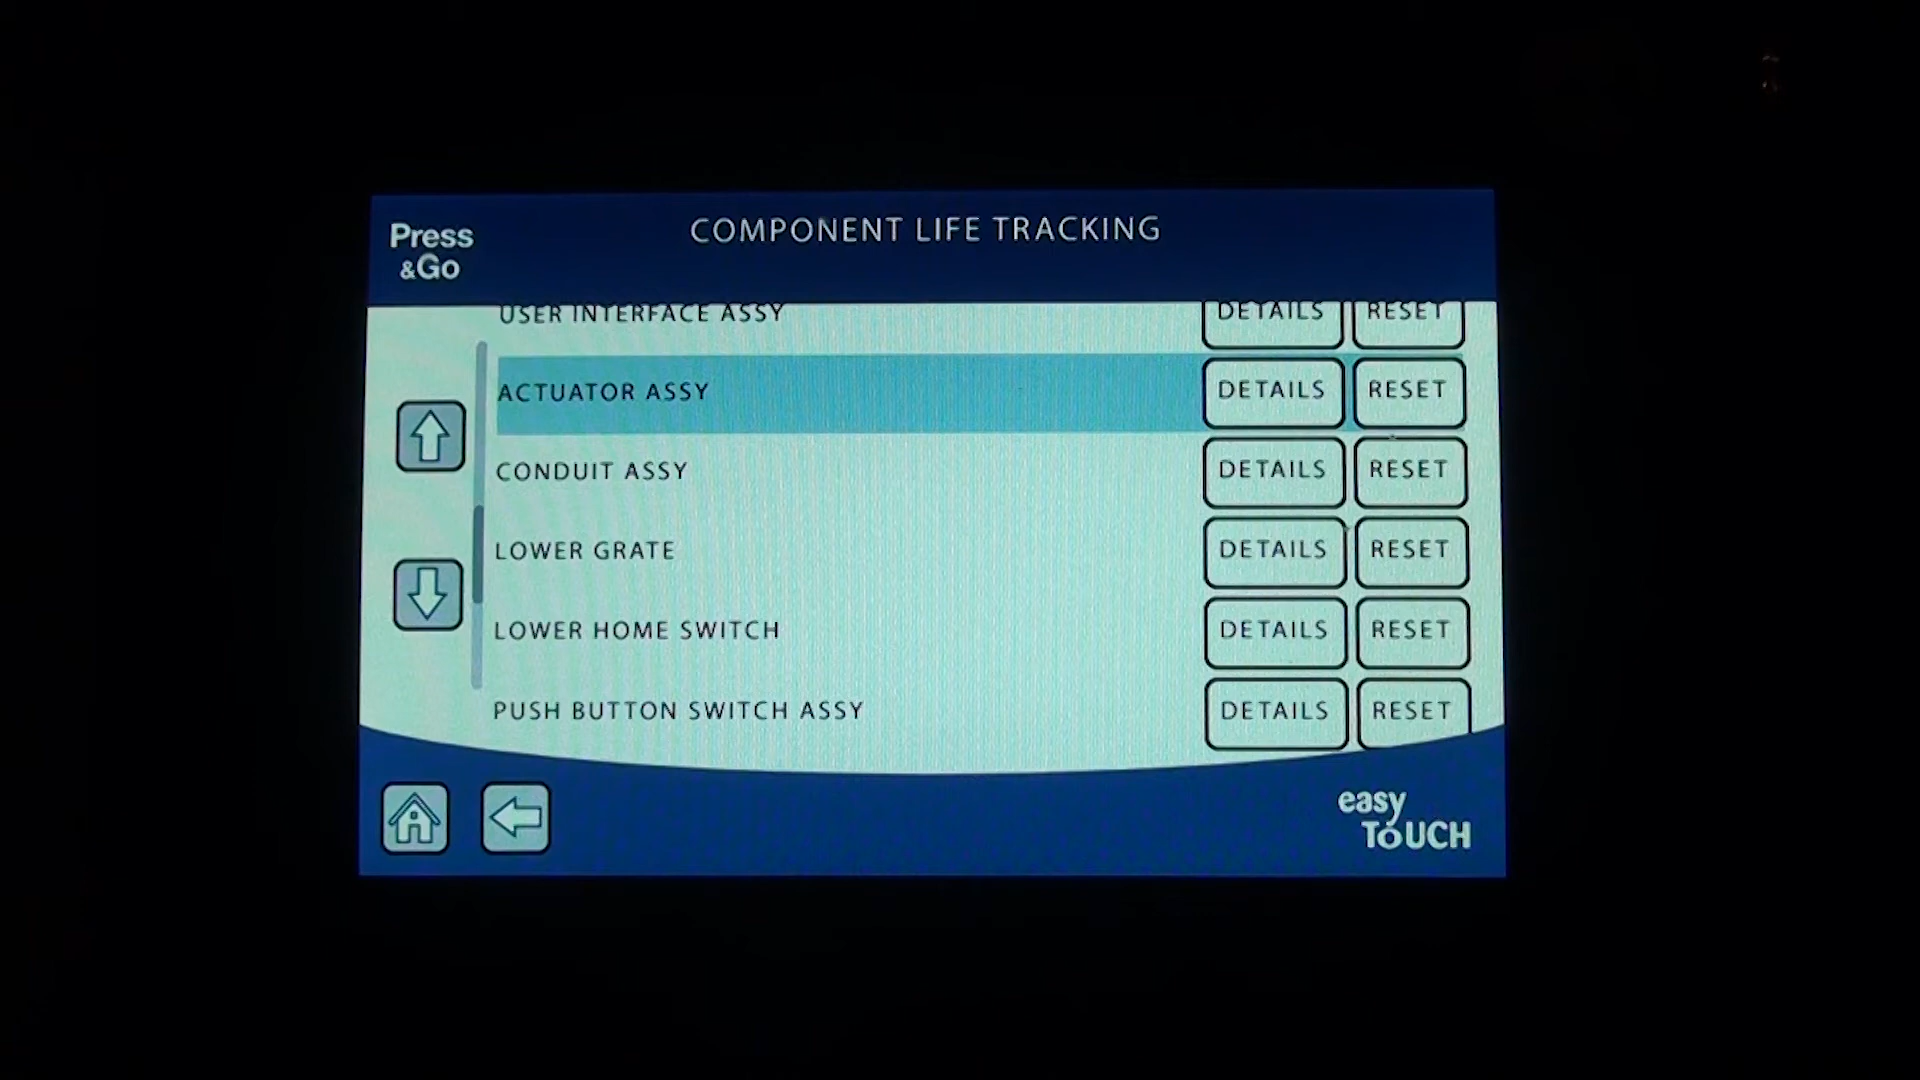 Press
&Go
COMPONENT LIFE TRACKING
USER INTERFACE ASSY DETAILS RESET
ACTUATOR ASSY DETAILS RESET
CONDUIT ASSY DETAILS RESET
LOWER GRATE DETAILS RESET
LOWER HOME SWITCH DETAILS RESET
PUSH BUTTON SWITCH ASSY DETAILS RESET
easy
TOUCH